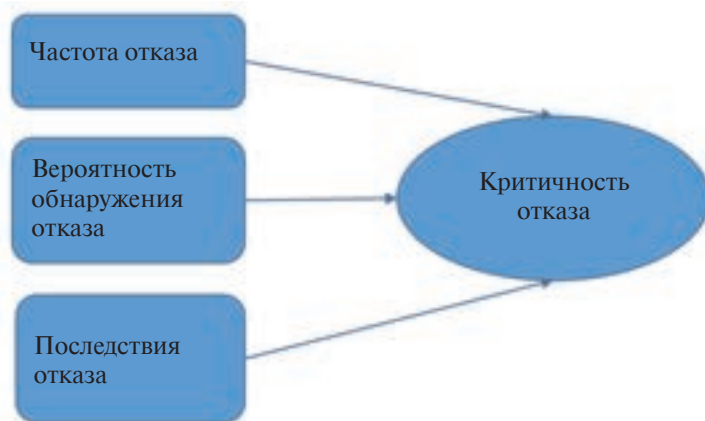 Частота отказа
Вероятность
обнаружения
отказа
Критичность
отказа
Последствия
отказа